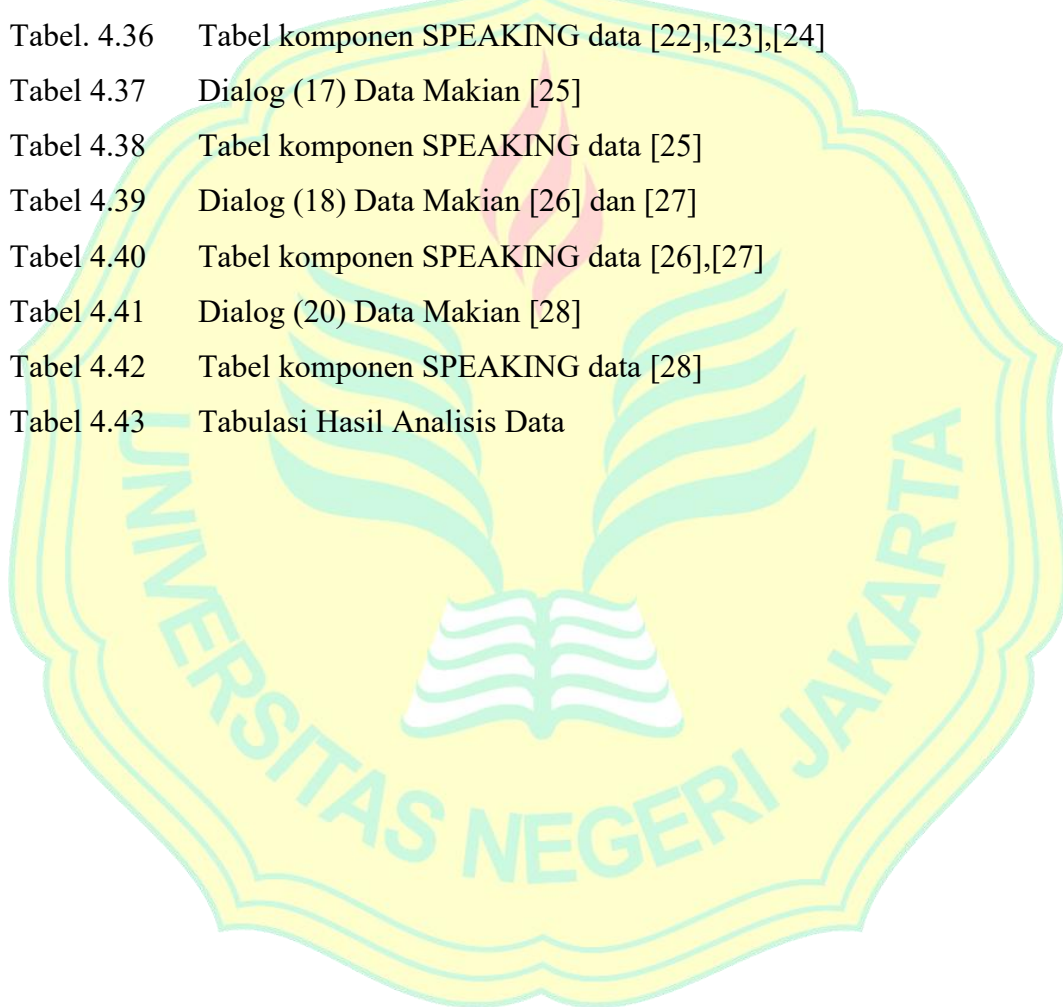 Tabel. 4.36 Tabel komponen SPEAKING data [22],[23],[24]
Tabel 4.37 Dialog (17) Data Makian [25]
Tabel 4.38 Tabel komponen SPEAKING data [25]
Tabel 4.39 Dialog (18) Data Makian [26] dan [27]
Tabel 4.40 Tabel komponen SPEAKING data [26],[27]
Tabel 4.41 Dialog (20) Data Makian [28]
Tabel 4.42 Tabel komponen SPEAKING data [28]
Tabel 4.43 Tabulasi Hasil Analisis Data
UNIVERSITAS NEGERI JAKARTA